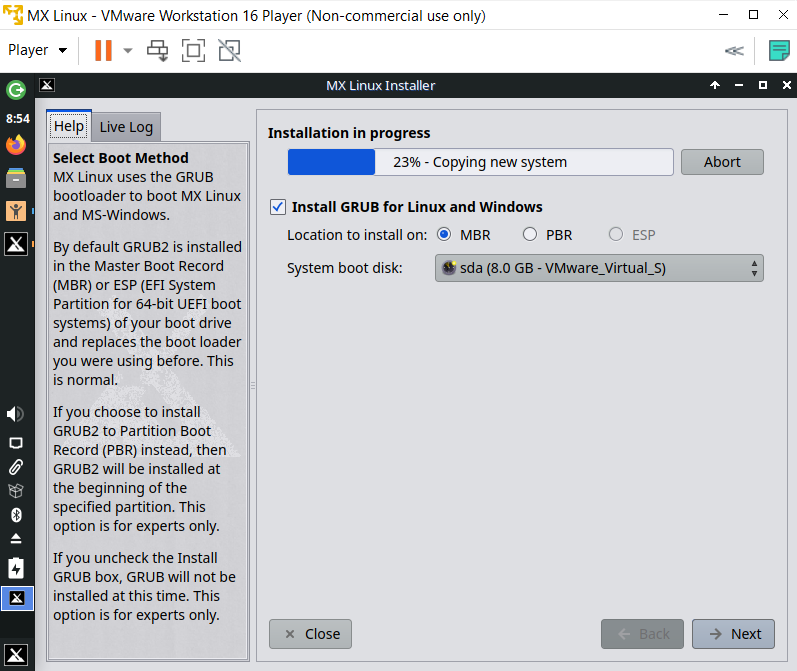 MX Linux - VMware Workstation 16 Player (Non-commercial use only)
Player
MX Linux Installer
8:54
Help
Live Log
Select Boot Method
MX Linux uses the GRUB
bootloader to boot MX Linux
and MS-Windows.
By default GRUB2 is installed
in the Master Boot Record
(MBR) or ESP (EFI System
Partition for 64-bit UEFI boot
systems) of your boot drive
and replaces the boot loader
you were using before. This
is normal.
If you choose to install
GRUB2 to Partition Boot
Record (PBR) instead, then
GRUB2 will be installed at
the beginning of the
specified partition. This
option is for experts only.
If you uncheck the Install
GRUB box, GRUB will not be
installed at this time. This
option is for experts only.
Installation in progress
23% - Copying new system
Abort
Install GRUB for Linux and Windows
Location to install on: MBR PBR ESP
System boot disk: sda (8.0 GB - VMware_Virtual_S)
Close
Back
Next